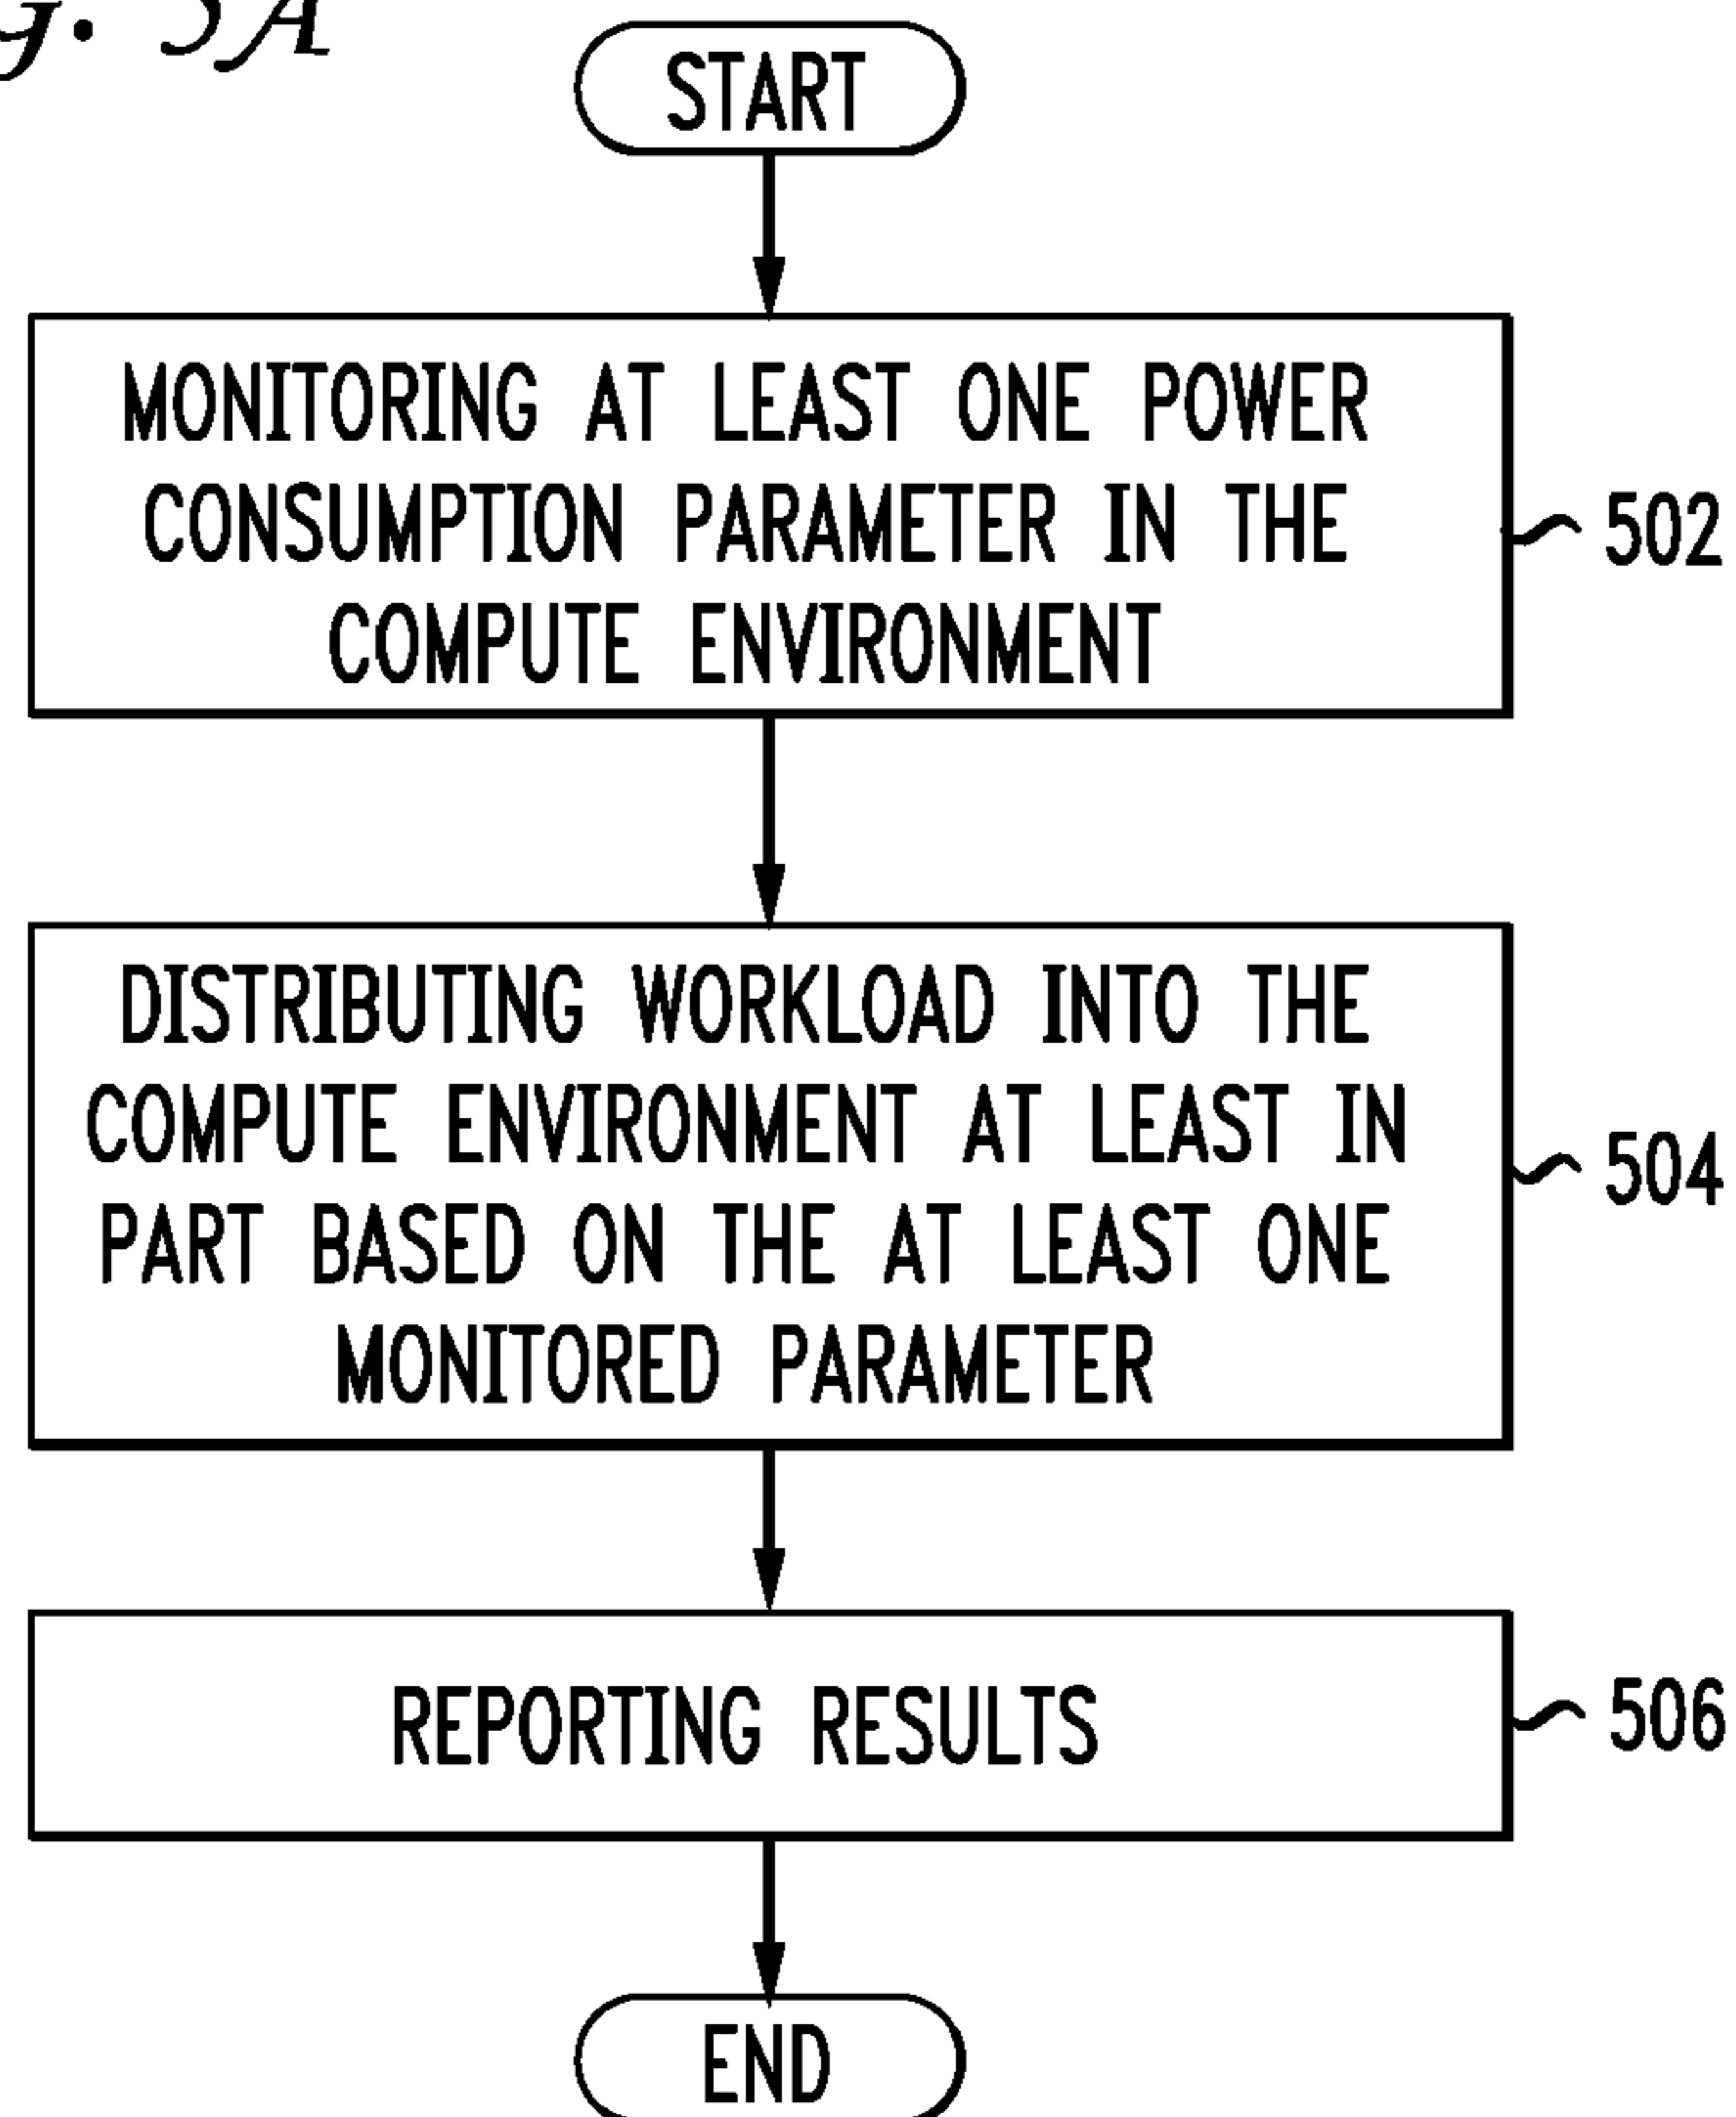 5A
START
MONITORING AT LEAST ONE POWER
CONSUMPTION PARAMETER IN THE
COMPUTE ENVIRONMENT
502
DISTRIBUTING WORKLOAD INTO THE
COMPUTE ENVIRONMENT AT LEAST IN
PART BASED ON THE AT LEAST ONE
MONITORED PARAMETER
504
REPORTING RESULTS
506
END